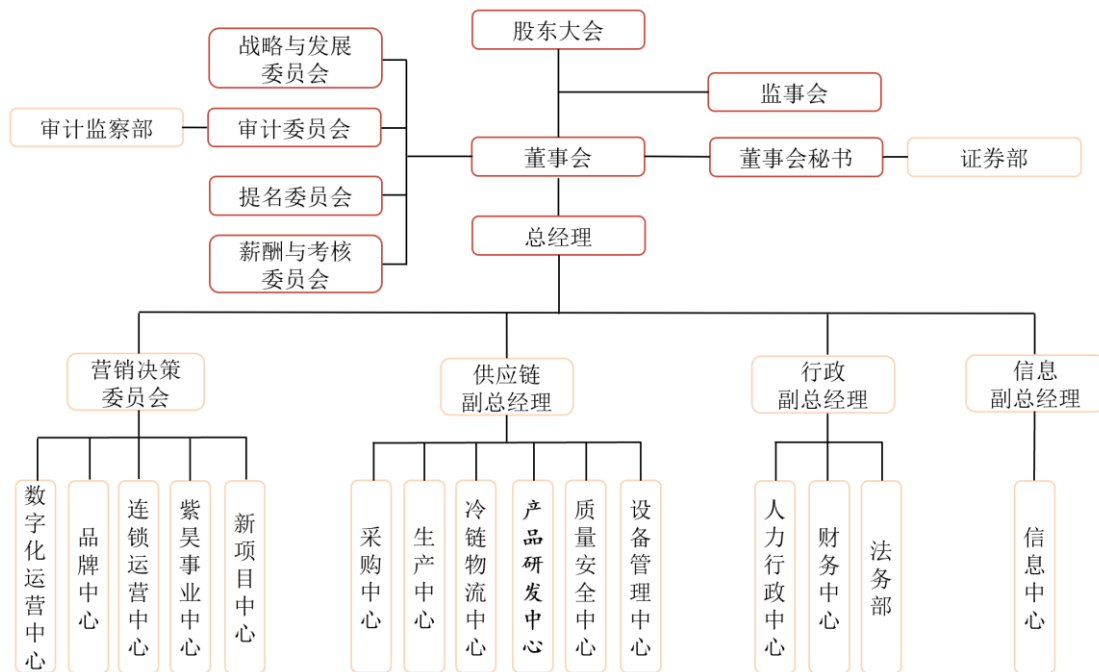 股东大会
战略与发展
委员会
监事会
审计监察部
审计委员会
董事会
董事会秘书
证券部
提名委员会
总经理
薪酬与考核
委员会
营销决策
委员会
供应链
副总经理
行政
副总经理
信息
副总经理
数字化运营中心
品牌中心
连锁运营中心
紫昊事业中心
新项目中心
采购中心
生产中心
冷链物流中心
产品研发中心
质量安全中心
设备管理中心
人力行政中心
财务中心
法务部
信息中心